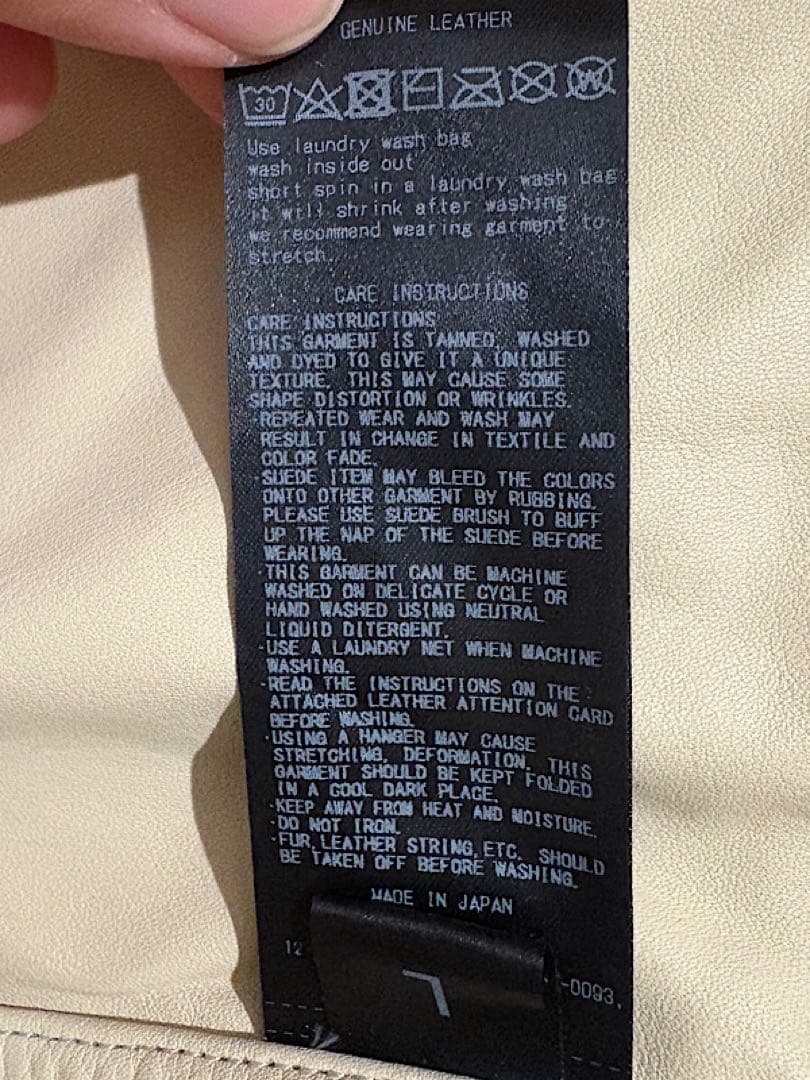 GENUINE LEATHER
30 W
Use laundry wash bag
wash inside out
short spin in a laundry wash bag
it will shrink after washing
we recommend wearing garment to
stretch.
CARE INSTRUCTIONS
CARE INSTRUCTIONS
THIS GARMENT IS TANNED, WASHED
AND DYED TO GIVE IT A UNIQUE
TEXTURE. THIS MAY CAUSE SOME
SHAPE DISTORTION OR WRINKLES.
·REPEATED WEAR AND WASH MAY
RESULT IN CHANGE IN TEXTILE AND
COLOR FADE.
·SUEDE ITEM MAY BLEED THE COLORS
ONTO OTHER GARMENT BY RUBBING.
PLEASE USE SUEDE BRUSH TO BUFF
UP THE NAP OF THE SUEDE BEFORE
WEARING.
·THIS GARMENT CAN BE MACHINE
WASHED ON DELICATE CYCLE OR
HAND WASHED USING NEUTRAL
LIQUID DITERGENT.
·USE A LAUNDRY NET WHEN MACHINE
WASHING.
·READ THE INSTRUCTIONS ON THE
ATTACHED LEATHER ATTENTION CARD
BEFORE WASHING.
·USING A HANGER MAY CAUSE
STRETCHING, DEFORMATION. THIS
GARMENT SHOULD BE KEPT FOLDED
IN A COOL DARK PLACE.
·KEEP AWAY FROM HEAT AND MOISTURE.
·DO NOT IRON.
·FUR, LEATHER STRING, ETC. SHOULD
BE TAKEN OFF BEFORE WASHING.
MADE IN JAPAN
12
-0093.
L